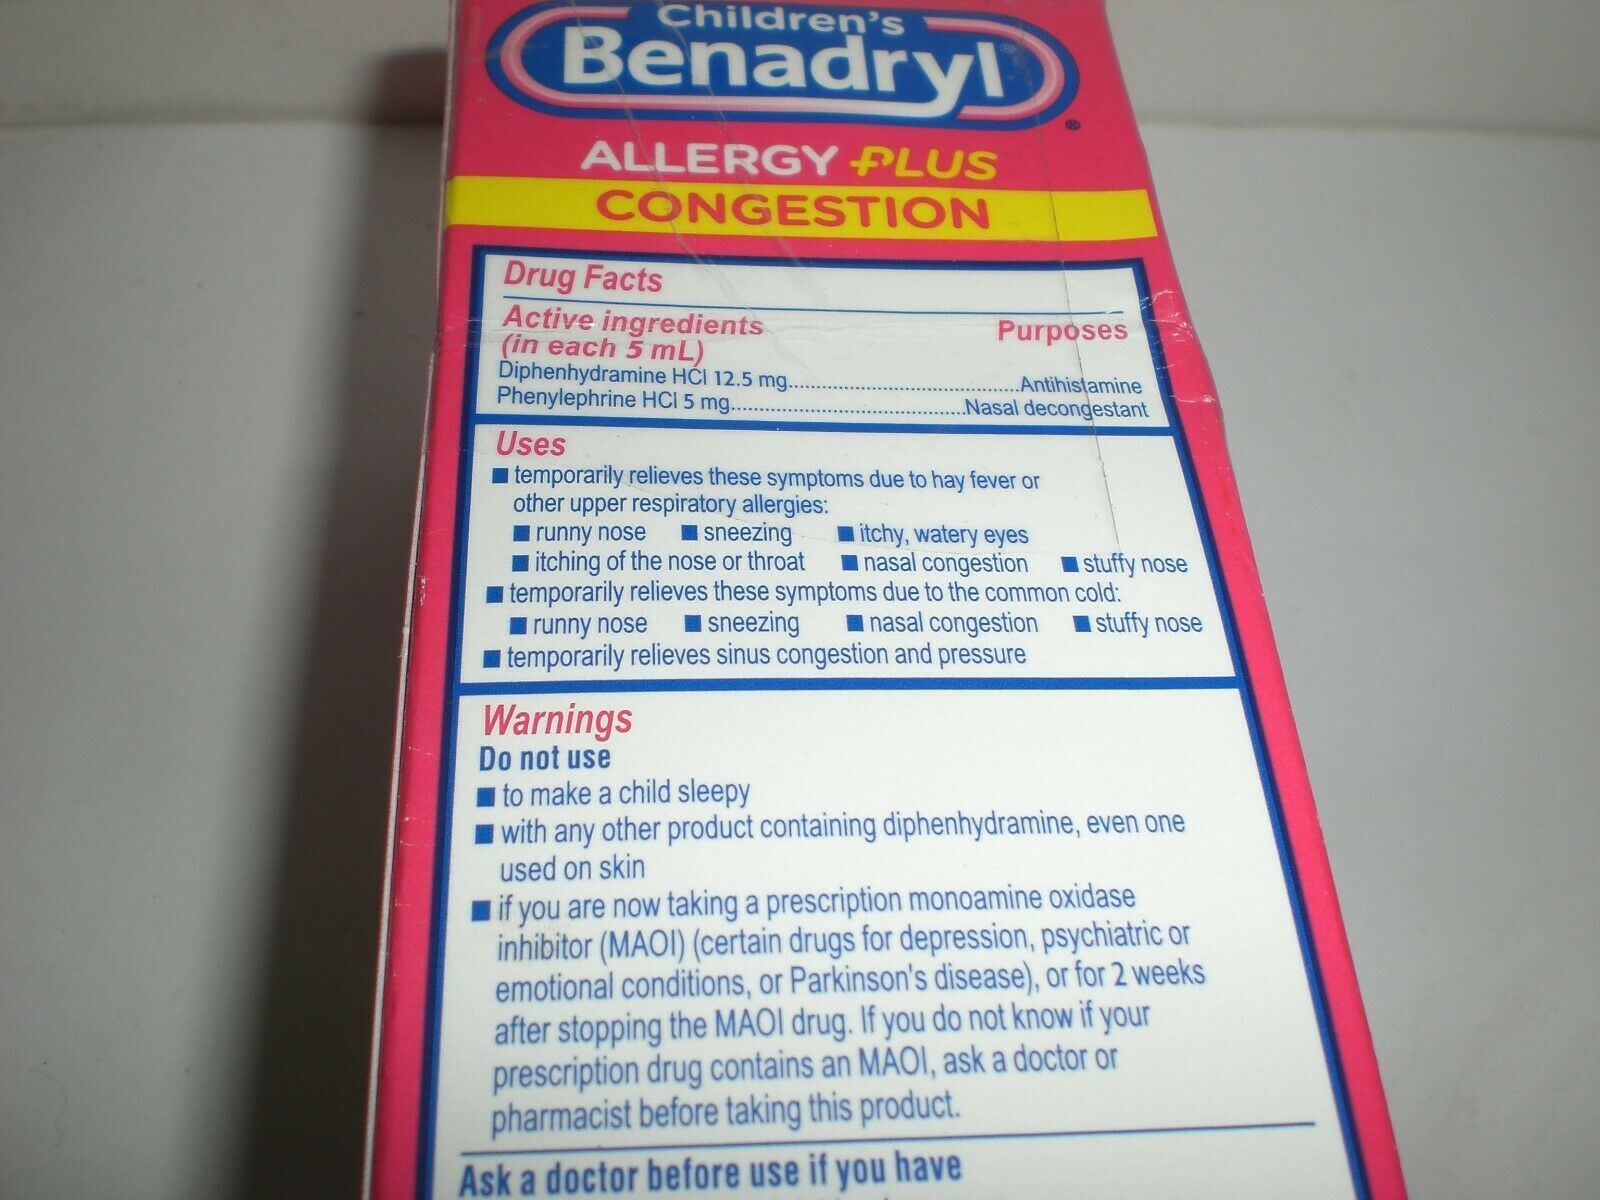 Children's
Benadryl®
®
ALLERGY PLUS
CONGESTION
Drug Facts
Active ingredients
(in each 5 mL)
Purposes
Diphenhydramine HCl 12.5 mg......................................Antihistamine
Phenylephrine HCl 5 mg.......................................Nasal decongestant
Uses
■ temporarily relieves these symptoms due to hay fever or
other upper respiratory allergies:
■ runny nose ■ sneezing ■ itchy, watery eyes
■ itching of the nose or throat ■ nasal congestion ■ stuffy nose
■ temporarily relieves these symptoms due to the common cold:
■ runny nose ■ sneezing ■ nasal congestion ■ stuffy nose
■ temporarily relieves sinus congestion and pressure
Warnings
Do not use
■ to make a child sleepy
■ with any other product containing diphenhydramine, even one
used on skin
■ if you are now taking a prescription monoamine oxidase
inhibitor (MAOI) (certain drugs for depression, psychiatric or
emotional conditions, or Parkinson's disease), or for 2 weeks
after stopping the MAOI drug. If you do not know if your
prescription drug contains an MAOI, ask a doctor or
pharmacist before taking this product.
Ask a doctor before use if you have